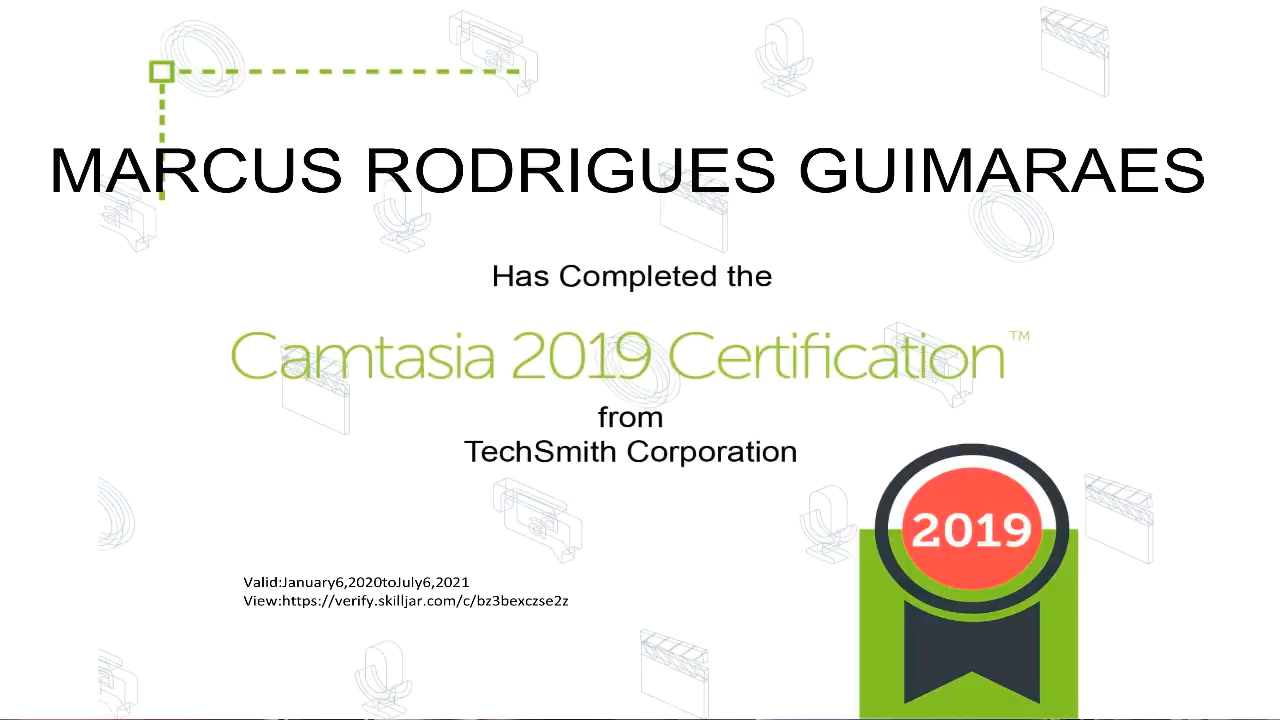 MARCUS RODRIGUES GUIMARAES
Has Completed the
Camtasia 2019 Certification™
from
TechSmith Corporation
2019
Valid:January6,2020toJuly6,2021
View:https://verify.skilljar.com/c/bz3bexczse2z